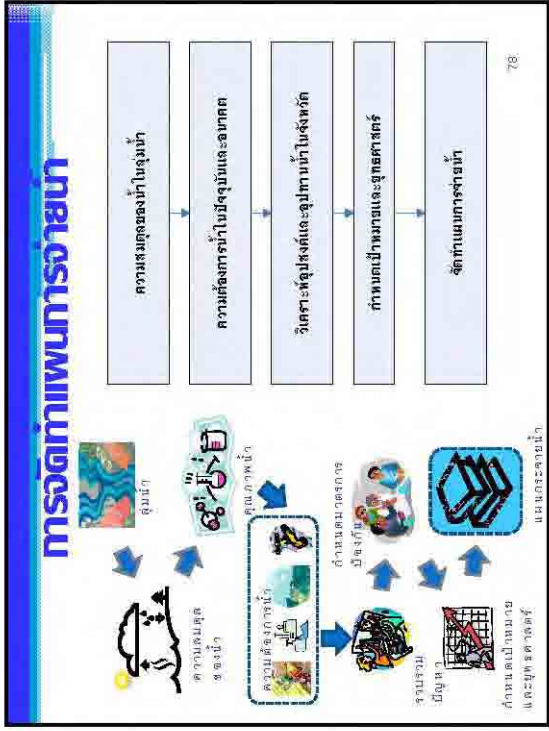 การจัดทำแผนการจ่ายน้ำ
ลุ่มน้ำ
ความสมดุล
ของน้ำ
คุณภาพน้ำ
ความต้องการน้ำ
กำหนดมาตรการ
ป้องกัน
รวบรวม
ปัญหา
กำหนดเป้าหมาย
และยุทธศาสตร์
แผนกระจายน้ำ
ความสมดุลของน้ำในลุ่มน้ำ
ความต้องการน้ำในปัจจุบันและอนาคต
วิเคราะห์อุปสงค์และอุปทานน้ำในจังหวัด
กำหนดเป้าหมายและยุทธศาสตร์
จัดทำแผนการจ่ายน้ำ
78